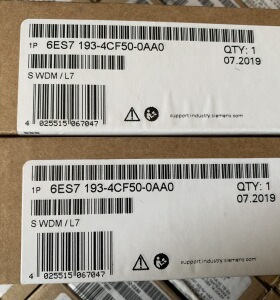 1P 6ES7 193-4CF50-0AA0
QTY: 1
07.2019
S WDM / L7
4 025515 067047
support.industry.siemens.com
1P 6ES7 193-4CF50-0AA0
QTY: 1
07.2019
S WDM / L7
4 025515 067047
support.industry.siemens.com